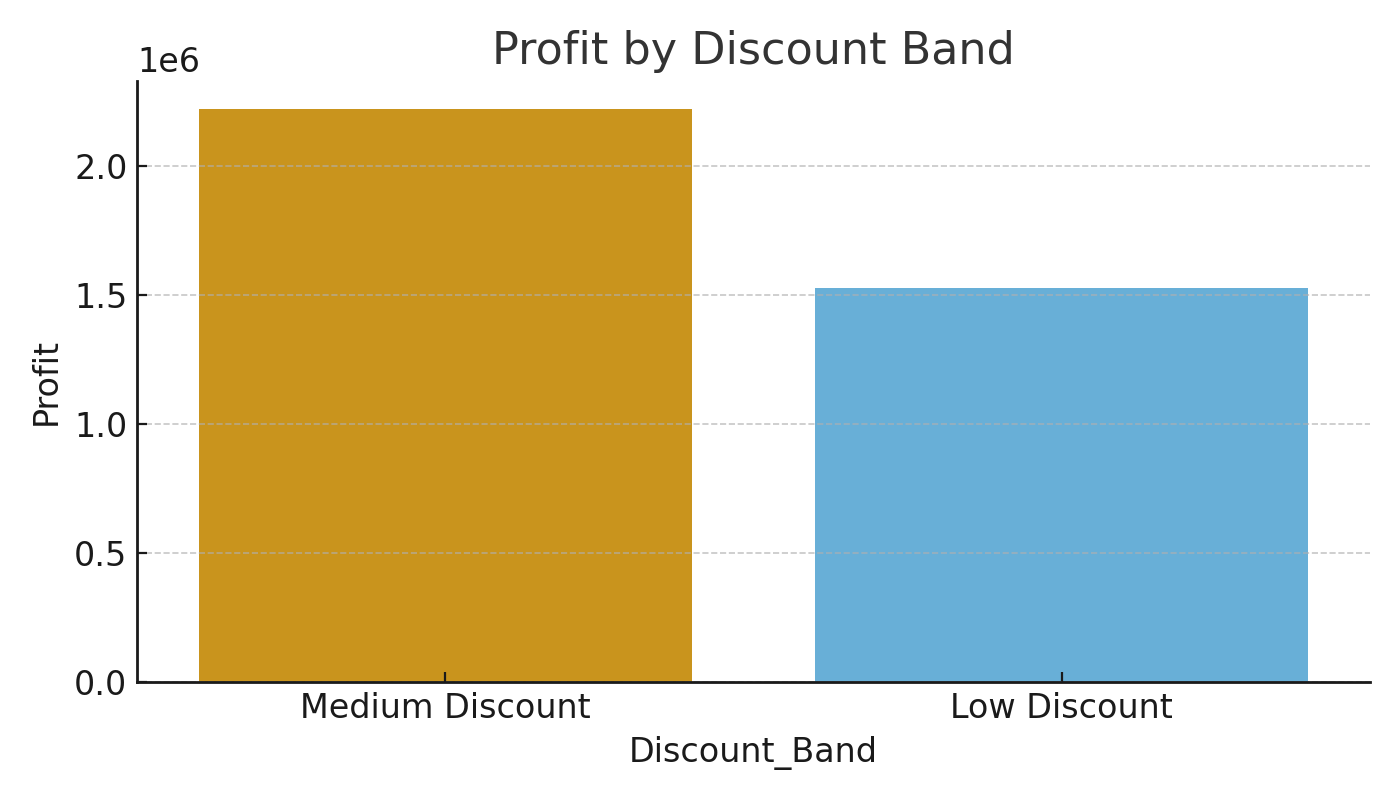 Profit by Discount Band
1e6
2.0
1.5
1.0
0.5
0.0
Profit
Medium Discount
Low Discount
Discount_Band